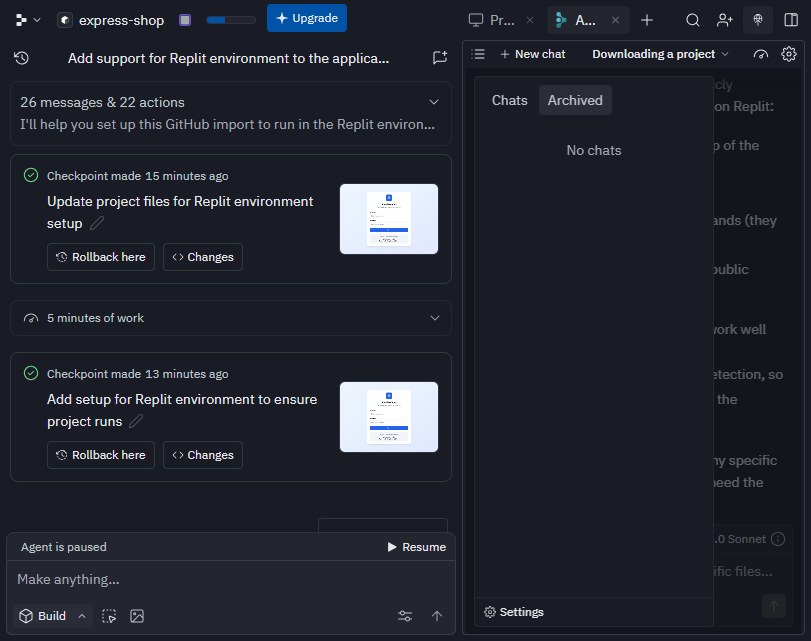 express-shop
Upgrade
Pr...
A...
Add support for Replit environment to the applica...
26 messages & 22 actions
I'll help you set up this GitHub import to run in the Replit environ...
Checkpoint made 15 minutes ago
Update project files for Replit environment
setup
Rollback here
Changes
5 minutes of work
Checkpoint made 13 minutes ago
Add setup for Replit environment to ensure
project runs
Rollback here
Changes
Agent is paused
Resume
Make anything...
Build
New chat
Downloading a project
Chats
Archived
No chats
Settings
on Replit:
p of the
ands (they
public
work well
etection, so
the
ny specific
need the
.0 Sonnet
ific files...